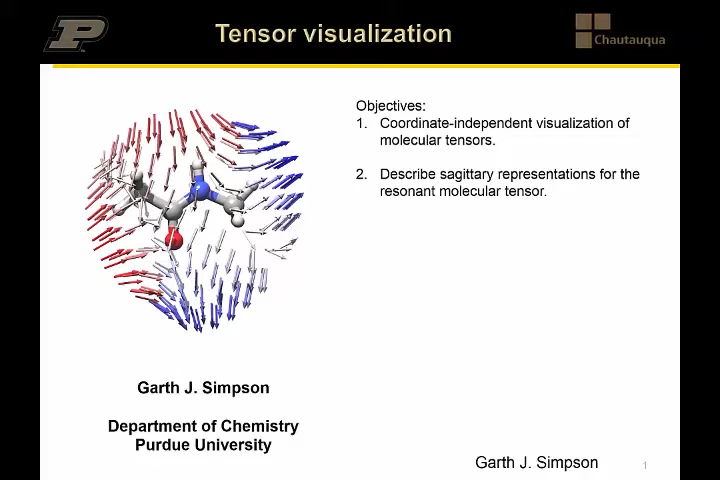 Tensor visualization
P
Chautauqua
Objectives:
1. Coordinate-independent visualization of
molecular tensors.
2. Describe sagittary representations for the
resonant molecular tensor.
Garth J. Simpson
Department of Chemistry
Purdue University
Garth J. Simpson
1